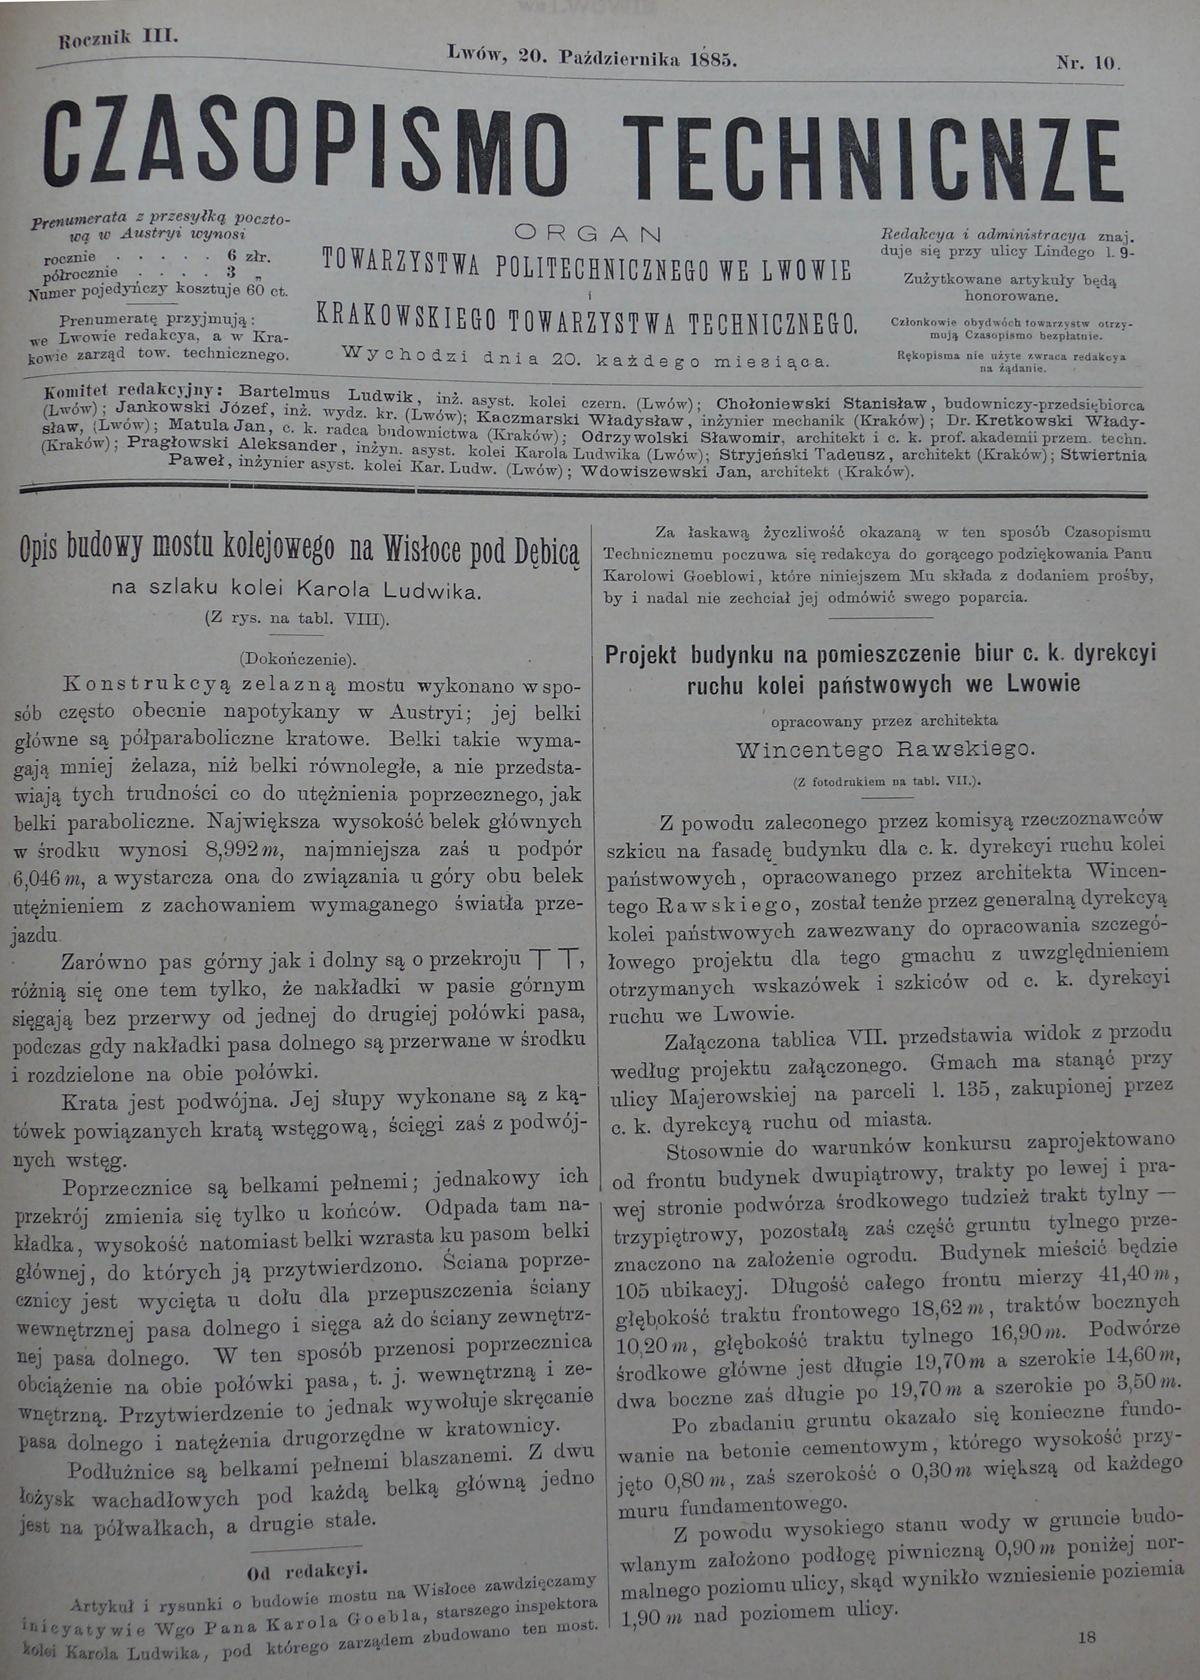 Rocznik III.
Lwów, 20. Października 1885.
Nr. 10.
CZASOPISMO TECHNICNZE
Prenumerata z przesyłką poczto-
wą w Austryi wynosi
rocznie . . . . . 6 złr.
półrocznie . . . . 3 „
Numer pojedyńczy kosztuje 60 ct.
Prenumeratę przyjmują:
we Lwowie redakcya, a w Kra-
kowie zarząd tow. technicznego.
ORGAN
TOWARZYSTWA POLITECHNICZNEGO WE LWOWIE
i
KRAKOWSKIEGO TOWARZYSTWA TECHNICZNEGO.
Wychodzi dnia 20. każdego miesiąca.
Redakcya i administracya znaj.
duje się przy ulicy Lindego l. 9-
Zużytkowane artykuły będą
honorowane.
Członkowie obydwóch towarzystw otrzy-
mują Czasopismo bezpłatnie.
Rękopisma nie użyte zwraca redakcya
na żądanie.
Komitet redakcyjny: Bartelmus Ludwik, inż. asyst. kolei czern. (Lwów); Chołoniewski Stanisław, budowniczy-przedsiębiorca
(Lwów); Jankowski Józef, inż. wydz. kr. (Lwów); Kaczmarski Władysław, inżynier mechanik (Kraków); Dr. Kretkowski Włady-
sław, (Lwów); Matula Jan, c. k. radca budownictwa (Kraków); Odrzywolski Sławomir, architekt i c. k. prof. akademii przem. techn.
(Kraków); Pragłowski Aleksander, inżyn. asyst. kolei Karola Ludwika (Lwów); Stryjeński Tadeusz, architekt (Kraków); Stwiertnia
Paweł, inżynier asyst. kolei Kar. Ludw. (Lwów); Wdowiszewski Jan, architekt (Kraków).
Opis budowy mostu kolejowego na Wisłoce pod Dębicą
na szlaku kolei Karola Ludwika.
(Z rys. na tabl. VIII).
(Dokończenie).
Konstrukcyą zelazną mostu wykonano w spo-
sób często obecnie napotykany w Austryi; jej belki
główne są półparaboliczne kratowe. Belki takie wyma-
gają mniej żelaza, niż belki równoległe, a nie przedsta-
wiają tych trudności co do utężnienia poprzecznego, jak
belki paraboliczne. Największa wysokość belek głównych
w środku wynosi 8,992 m, najmniejsza zaś u podpór
6,046 m, a wystarcza ona do związania u góry obu belek
utężnieniem z zachowaniem wymaganego światła prze-
jazdu.
Zarówno pas górny jak i dolny są o przekroju ┬ ┬,
różnią się one tem tylko, że nakładki w pasie górnym
sięgają bez przerwy od jednej do drugiej połówki pasa,
podczas gdy nakładki pasa dolnego są przerwane w środku
i rozdzielone na obie połówki.
Krata jest podwójna. Jej słupy wykonane są z ką-
tówek powiązanych kratą wstęgową, ścięgi zaś z podwój-
nych wstęg.
Poprzecznice są belkami pełnemi; jednakowy ich
przekrój zmienia się tylko u końców. Odpada tam na-
kładka, wysokość natomiast belki wzrasta ku pasom belki
głównej, do których ją przytwierdzono. Ściana poprze-
cznicy jest wycięta u dołu dla przepuszczenia ściany
wewnętrznej pasa dolnego i sięga aż do ściany zewnętrz-
nej pasa dolnego. W ten sposób przenosi poprzecznica
obciążenie na obie połówki pasa, t. j. wewnętrzną i ze-
wnętrzną. Przytwierdzenie to jednak wywołuje skręcanie
pasa dolnego i natężenia drugorzędne w kratownicy.
Podłużnice są belkami pełnemi blaszanemi. Z dwu
łożysk wachadłowych pod każdą belką główną jedno
jest na półwałkach, a drugie stałe.
Od redakcyi.
Artykuł i rysunki o budowie mostu na Wisłoce zawdzięczamy
inicyatywie Wgo Pana Karola Goebla, starszego inspektora
kolei Karola Ludwika, pod którego zarządem zbudowano ten most.
Za łaskawą życzliwość okazaną w ten sposób Czasopismu
Technicznemu poczuwa się redakcya do gorącego podziękowania Panu
Karolowi Goeblowi, które niniejszem Mu składa z dodaniem prośby,
by i nadal nie zechciał jej odmówić swego poparcia.
Projekt budynku na pomieszczenie biur c. k. dyrekcyi
ruchu kolei państwowych we Lwowie
opracowany przez architekta
Wincentego Rawskiego.
(Z fotodrukiem na tabl. VII.).
Z powodu zaleconego przez komisyą rzeczoznawców
szkicu na fasadę budynku dla c. k. dyrekcyi ruchu kolei
państwowych, opracowanego przez architekta Wincen-
tego Rawskiego, został tenże przez generalną dyrekcyą
kolei państwowych zawezwany do opracowania szczegó-
łowego projektu dla tego gmachu z uwzględnieniem
otrzymanych wskazówek i szkiców od c. k. dyrekcyi
ruchu we Lwowie.
Załączona tablica VII. przedstawia widok z przodu
według projektu załączonego. Gmach ma stanąć przy
ulicy Majerowskiej na parceli l. 135, zakupionej przez
c. k. dyrekcyą ruchu od miasta.
Stosownie do warunków konkursu zaprojektowano
od frontu budynek dwupiątrowy, trakty po lewej i pra-
wej stronie podwórza środkowego tudzież trakt tylny —
trzypiętrowy, pozostałą zaś część gruntu tylnego prze-
znaczono na założenie ogrodu. Budynek mieścić będzie
105 ubikacyj. Długość całego frontu mierzy 41,40 m,
głębokość traktu frontowego 18,62 m, traktów bocznych
10,20 m, głębokość traktu tylnego 16,90 m. Podwórze
środkowe główne jest długie 19,70 m a szerokie 14,60 m,
dwa boczne zaś długie po 19,70 m a szerokie po 3,50 m.
Po zbadaniu gruntu okazało się konieczne fundo-
wanie na betonie cementowym, którego wysokość przy-
jęto 0,80 m, zaś szerokość o 0,30 m większą od każdego
muru fundamentowego.
Z powodu wysokiego stanu wody w gruncie budo-
wlanym założono podłogę piwniczną 0,90 m poniżej nor-
malnego poziomu ulicy, skąd wynikło wzniesienie poziemia
1,90 m nad poziomem ulicy.
18